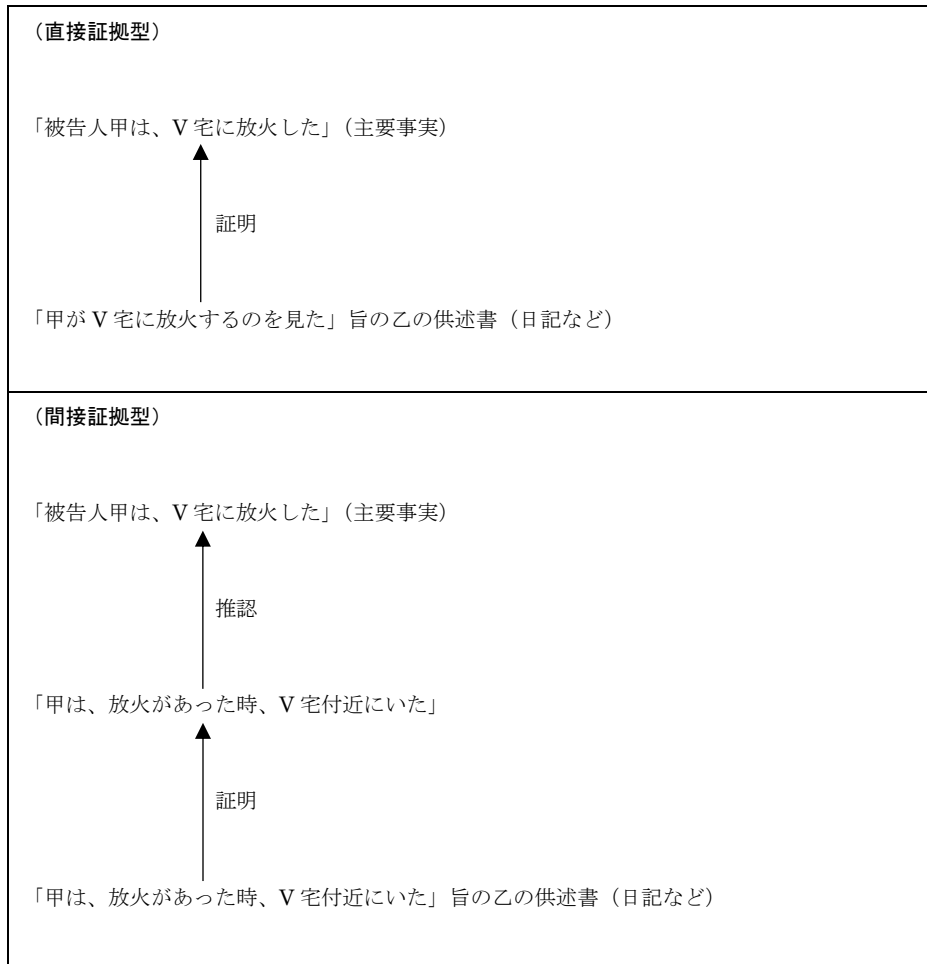 （直接証拠型）
「被告人甲は、V 宅に放火した」（主要事実）
証明
「甲が V 宅に放火するのを見た」旨の乙の供述書（日記など）
（間接証拠型）
「被告人甲は、V 宅に放火した」（主要事実）
推認
「甲は、放火があった時、V 宅付近にいた」
証明
「甲は、放火があった時、V 宅付近にいた」旨の乙の供述書（日記など）